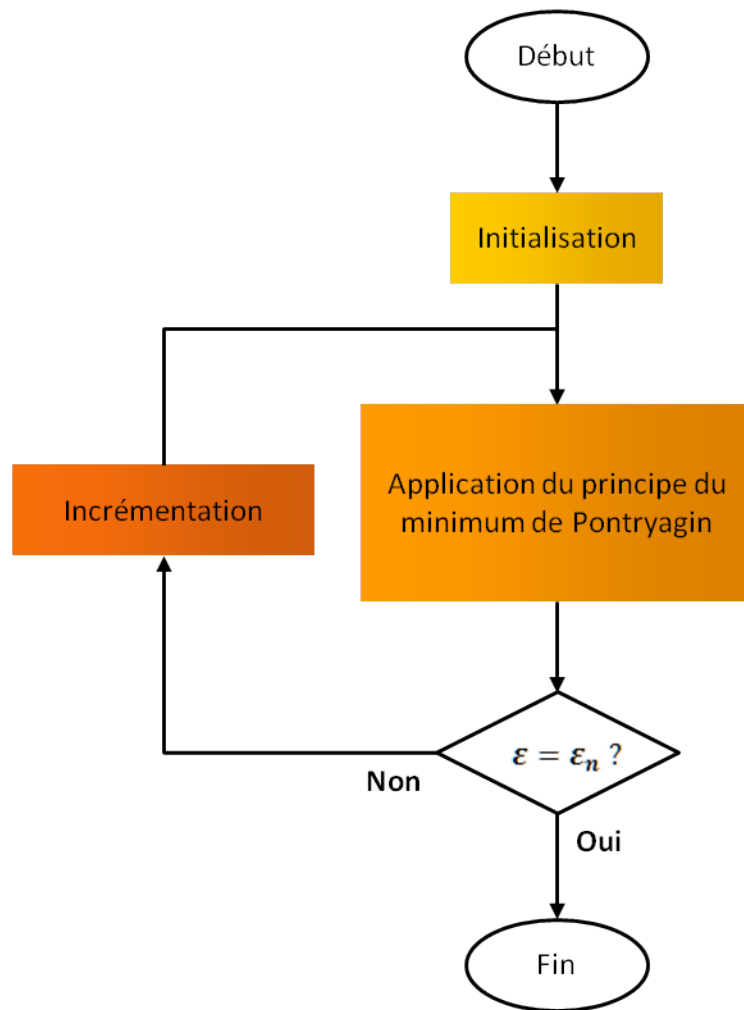 Début
Initialisation
Application du principe du
minimum de Pontryagin
Incrémentation
ε = εₙ ?
Non
Oui
Fin